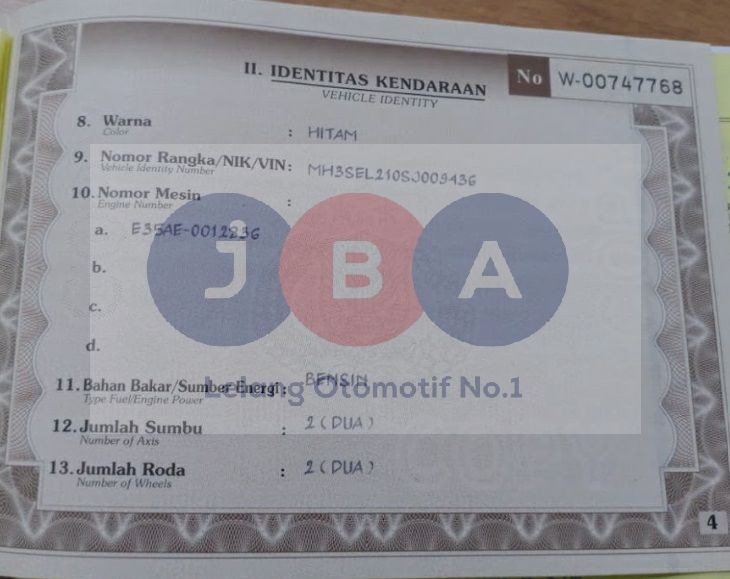 II. IDENTITAS KENDARAAN
VEHICLE IDENTITY
No W-00747768
8. Warna : HITAM
Color
9. Nomor Rangka/NIK/VIN: MH3SEL210SJ009436
Vehicle Identity Number
10. Nomor Mesin :
Engine Number
a. E35AE-0012236
b.
c.
d.
JBA
Lelang Otomotif No.1
11. Bahan Bakar/Sumber Energi : BENSIN
Type Fuel/Engine Power
12. Jumlah Sumbu : 2 (DUA)
Number of Axis
13. Jumlah Roda : 2 (DUA)
Number of Wheels
4